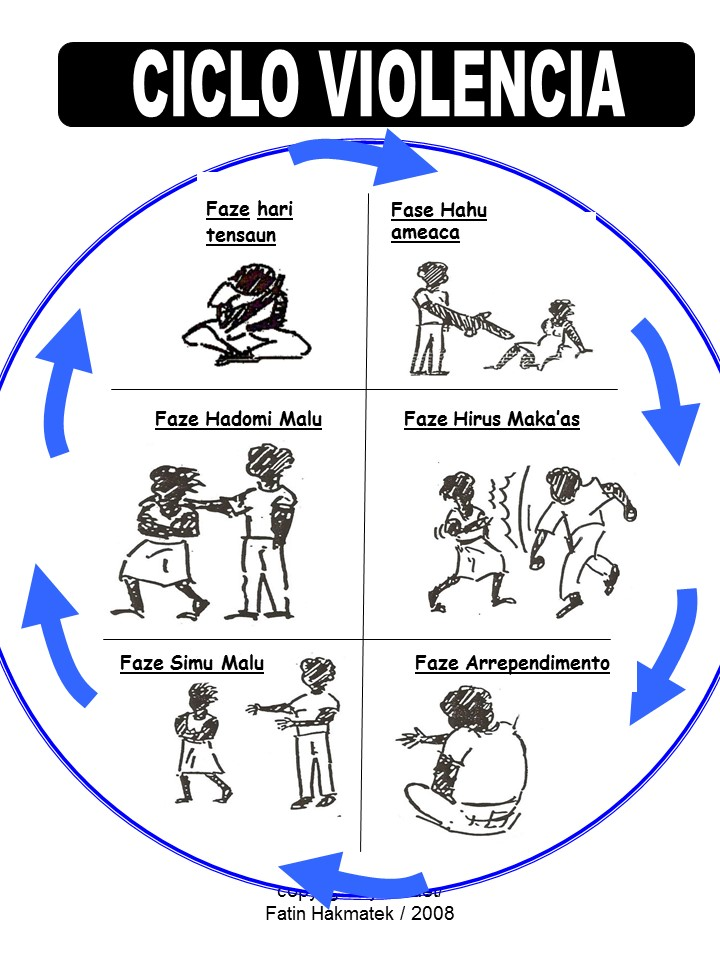 CICLO VIOLENCIA
Faze hari
tensaun
Fase Hahu
ameaca
Faze Hadomi Malu
Faze Hirus Maka'as
Faze Simu Malu
Faze Arrependimento
Fatin Hakmatek / 2008